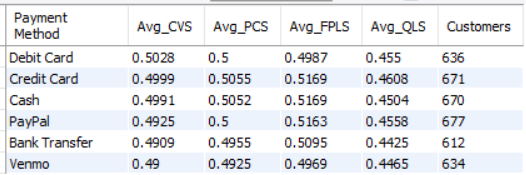 Payment Method Avg_CVS Avg_PCS Avg_FPLS Avg_QLS Customers
Debit Card 0.5028 0.5 0.4987 0.455 636
Credit Card 0.4999 0.5055 0.5169 0.4608 671
Cash 0.4991 0.5052 0.5169 0.4504 670
PayPal 0.4925 0.5 0.5163 0.4558 677
Bank Transfer 0.4909 0.4955 0.5095 0.4425 612
Venmo 0.49 0.4925 0.4969 0.4465 634